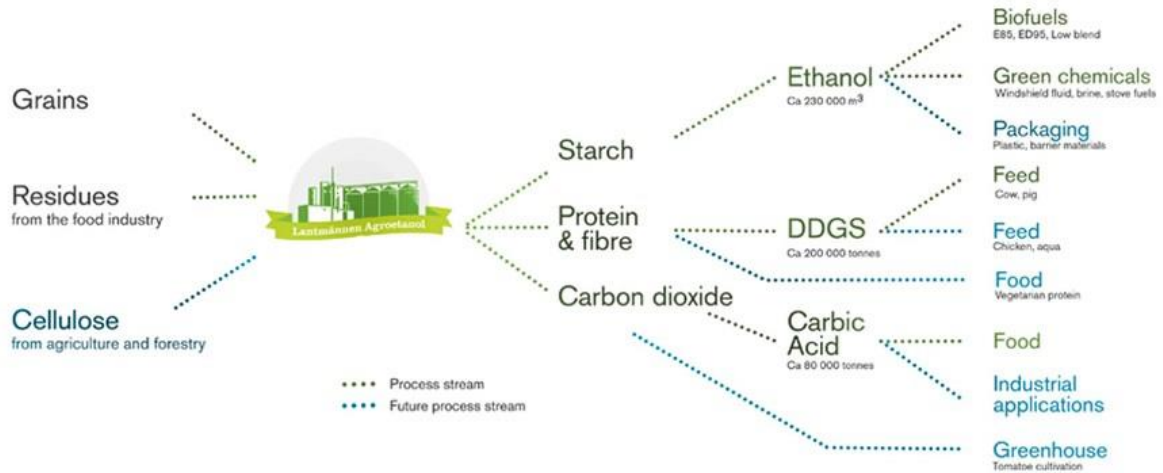 Grains
Residues
from the food industry
Cellulose
from agriculture and forestry
Lantmännen Agroetanol
Starch
Protein
& fibre
Carbon dioxide
Ethanol
Ca 230 000 m³
DDGS
Ca 200 000 tonnes
Carbic
Acid
Ca 80 000 tonnes
Biofuels
E85, ED95, Low blend
Green chemicals
Windshield fluid, brine, stove fuels
Packaging
Plastic, barrier materials
Feed
Cow, pig
Feed
Chicken, aqua
Food
Vegetarian protein
Food
Industrial
applications
Greenhouse
Tomatoe cultivation
Process stream
Future process stream